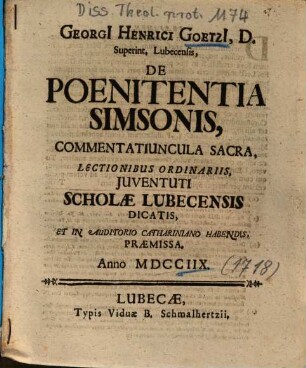 Diss. Theol. prot. 1174
GEORGI HENRICI GOETZI, D.
Superint. Lubecensis,
DE
POENITENTIA
SIMSONIS,
COMMENTATIUNCULA SACRA,
LECTIONIBUS ORDINARIIS,
JUVENTUTI
SCHOLÆ LUBECENSIS
DICATIS,
ET IN AUDITORIO CATHARINIANO HABENDIS,
PRÆMISSA,
Anno MDCCIIX. (1718)
LUBECÆ,
Typis Viduæ B. Schmalhertzii,